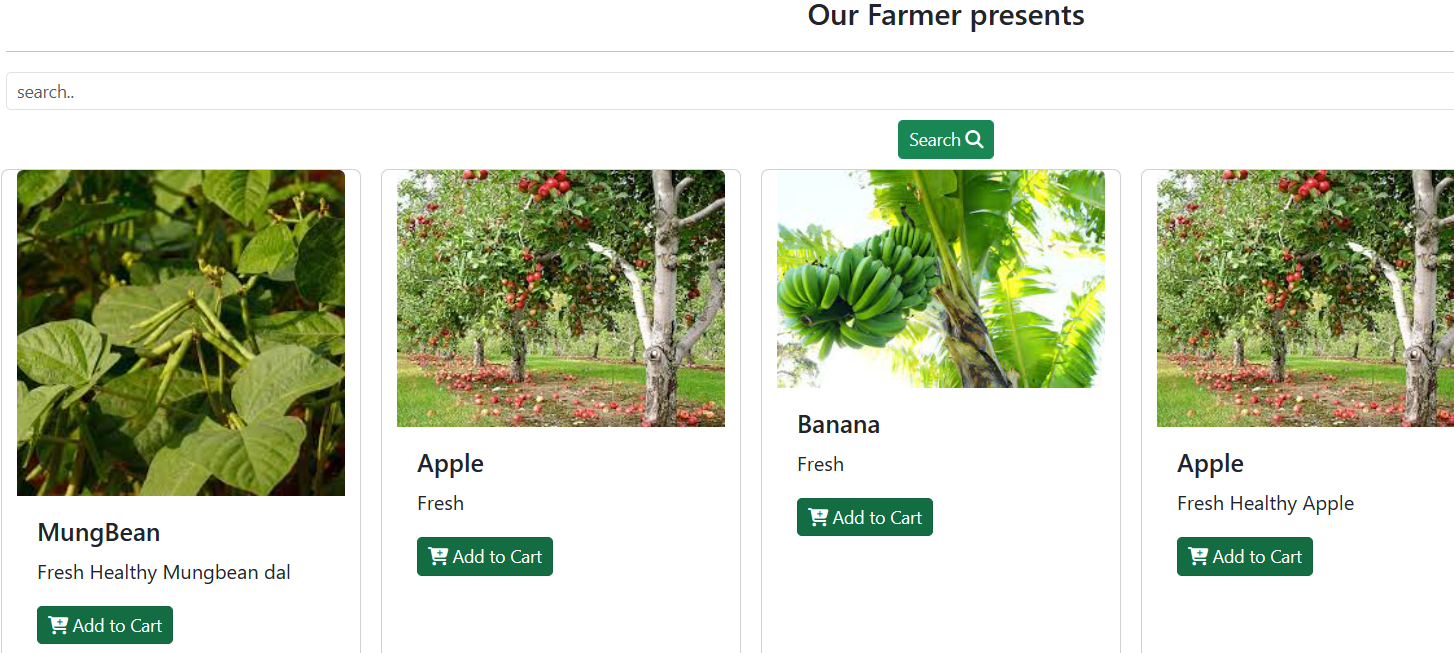 Our Farmer presents
search..
Search
MungBean
Fresh Healthy Mungbean dal
Add to Cart
Apple
Fresh
Add to Cart
Banana
Fresh
Add to Cart
Apple
Fresh Healthy Apple
Add to Cart